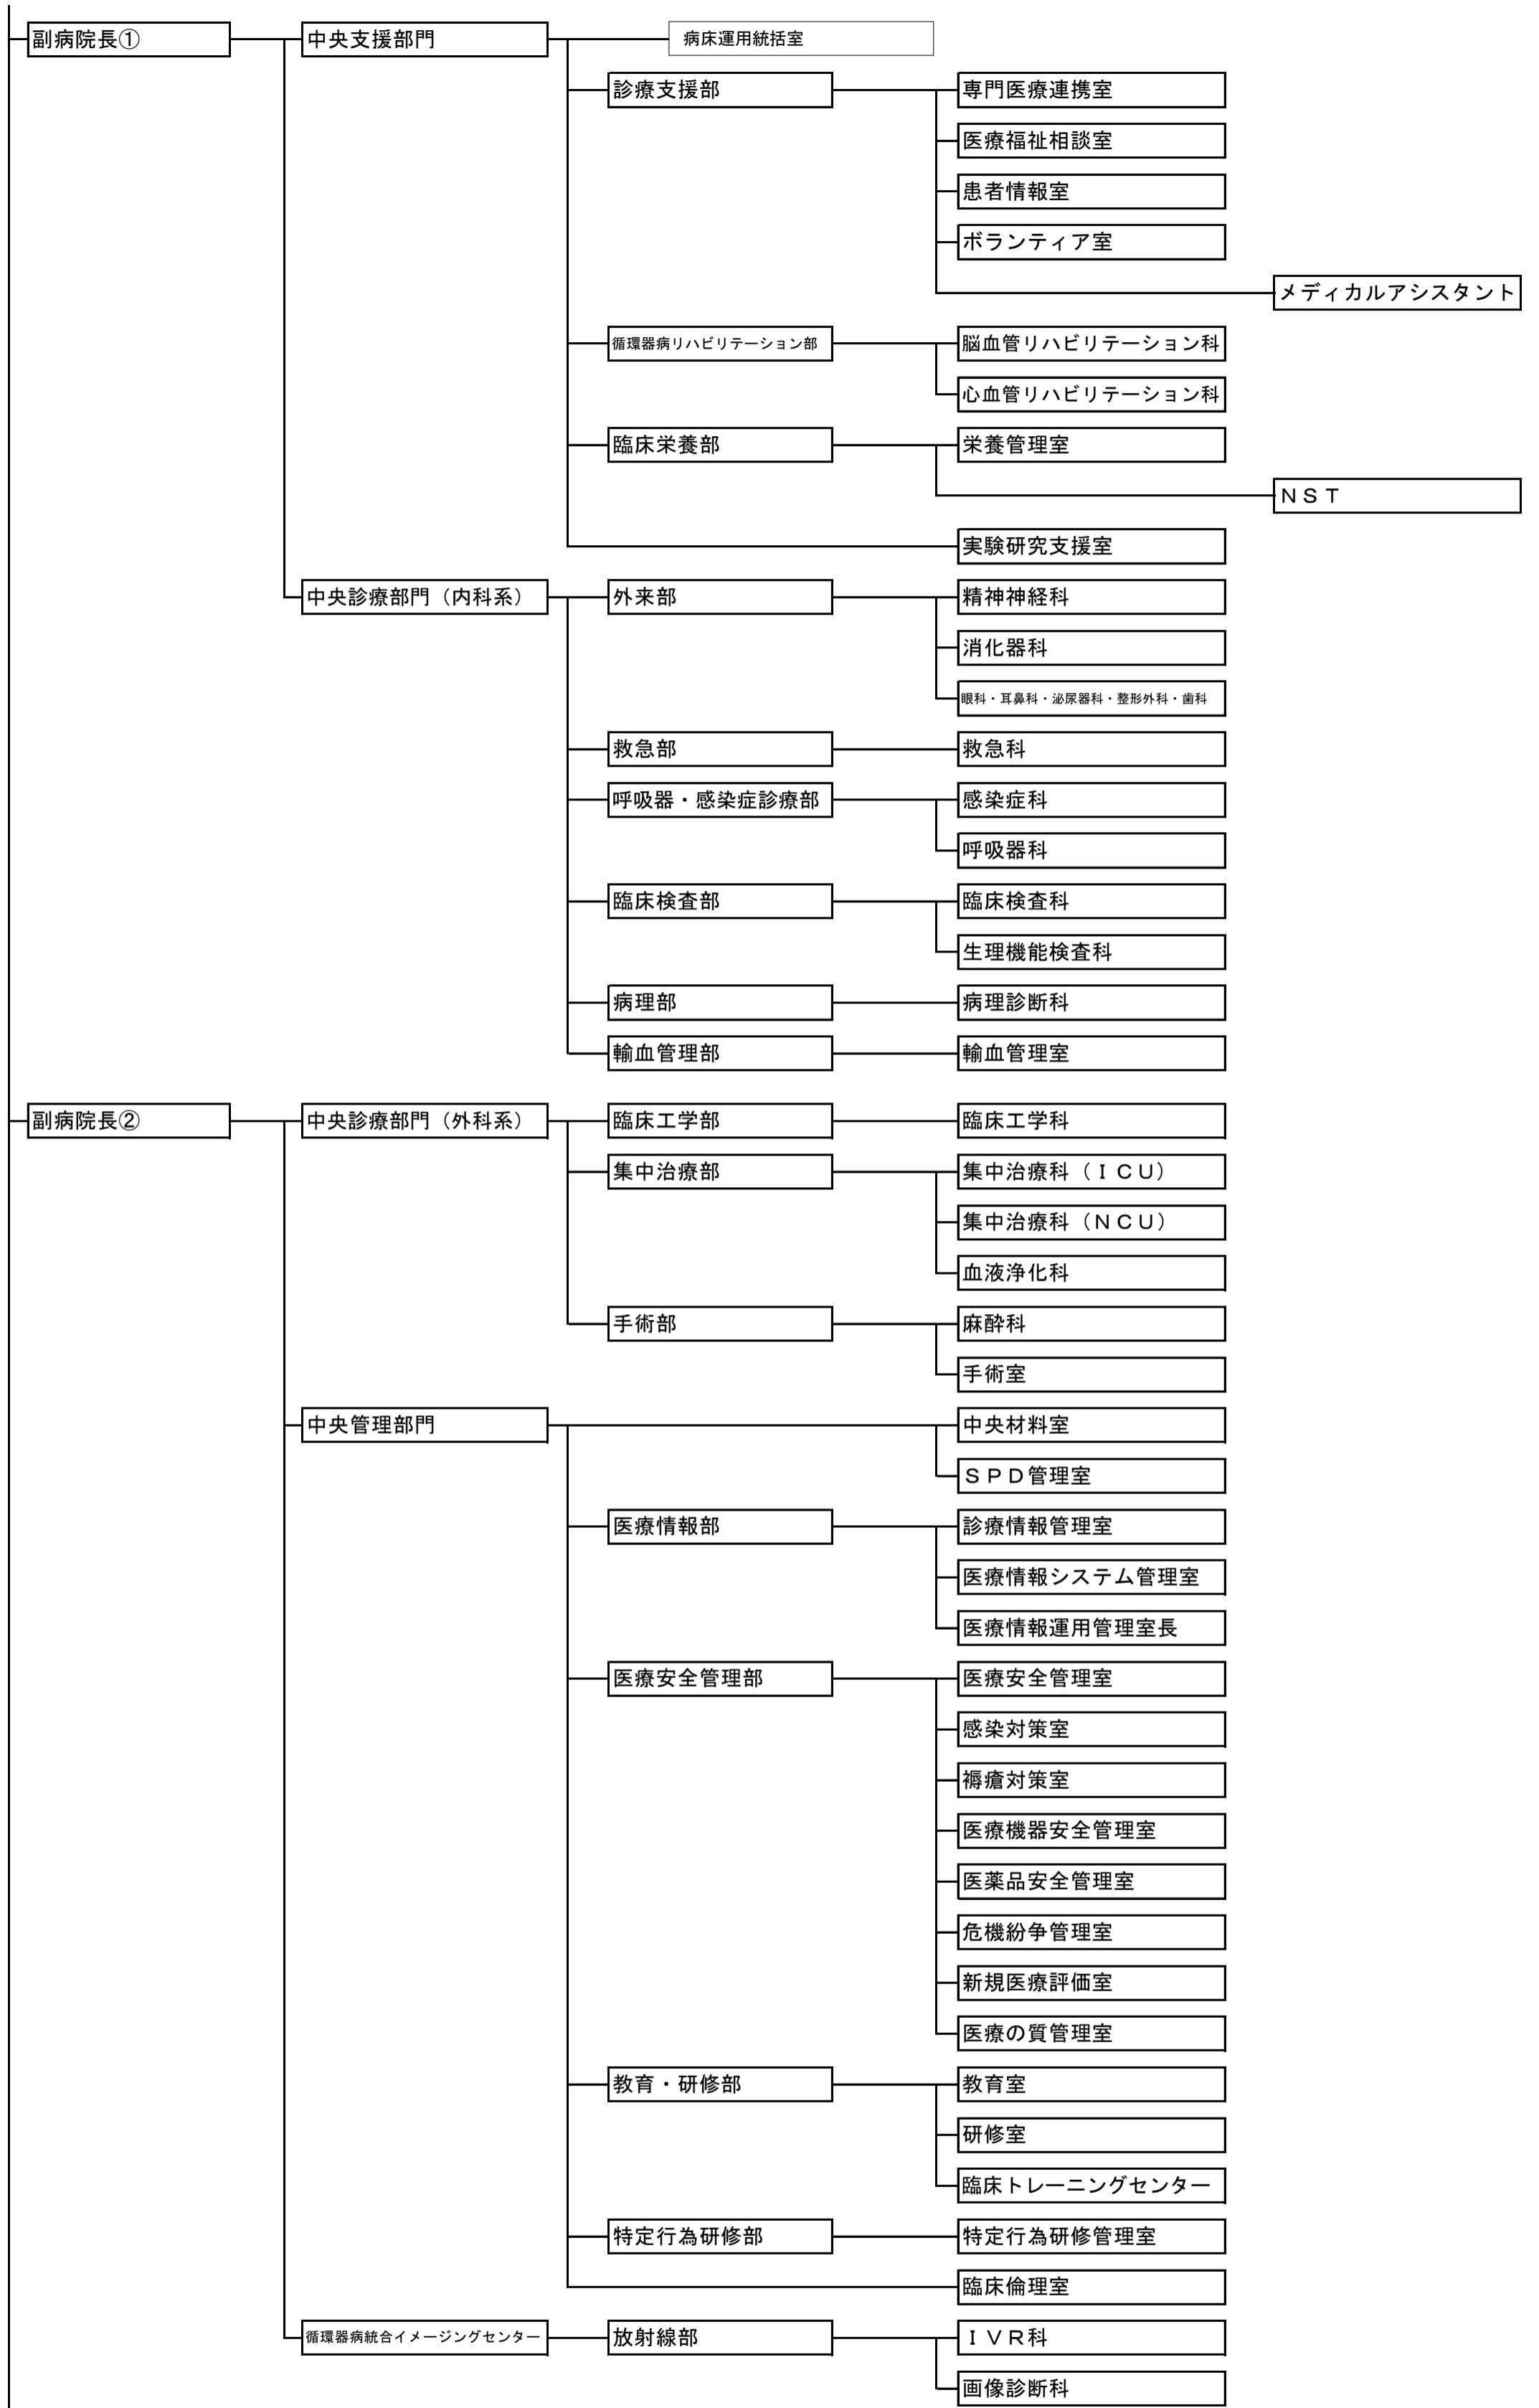 副病院長①
中央支援部門
病床運用統括室
診療支援部
専門医療連携室
医療福祉相談室
患者情報室
ボランティア室
メディカルアシスタント
循環器病リハビリテーション部
脳血管リハビリテーション科
心血管リハビリテーション科
臨床栄養部
栄養管理室
ＮＳＴ
実験研究支援室
中央診療部門（内科系）
外来部
精神神経科
消化器科
眼科・耳鼻科・泌尿器科・整形外科・歯科
救急部
救急科
呼吸器・感染症診療部
感染症科
呼吸器科
臨床検査部
臨床検査科
生理機能検査科
病理部
病理診断科
輸血管理部
輸血管理室
副病院長②
中央診療部門（外科系）
臨床工学部
臨床工学科
集中治療部
集中治療科（ＩＣＵ）
集中治療科（ＮＣＵ）
血液浄化科
手術部
麻酔科
手術室
中央管理部門
中央材料室
ＳＰＤ管理室
医療情報部
診療情報管理室
医療情報システム管理室
医療情報運用管理室長
医療安全管理部
医療安全管理室
感染対策室
褥瘡対策室
医療機器安全管理室
医薬品安全管理室
危機紛争管理室
新規医療評価室
医療の質管理室
教育・研修部
教育室
研修室
臨床トレーニングセンター
特定行為研修部
特定行為研修管理室
臨床倫理室
循環器病統合イメージングセンター
放射線部
ＩＶＲ科
画像診断科